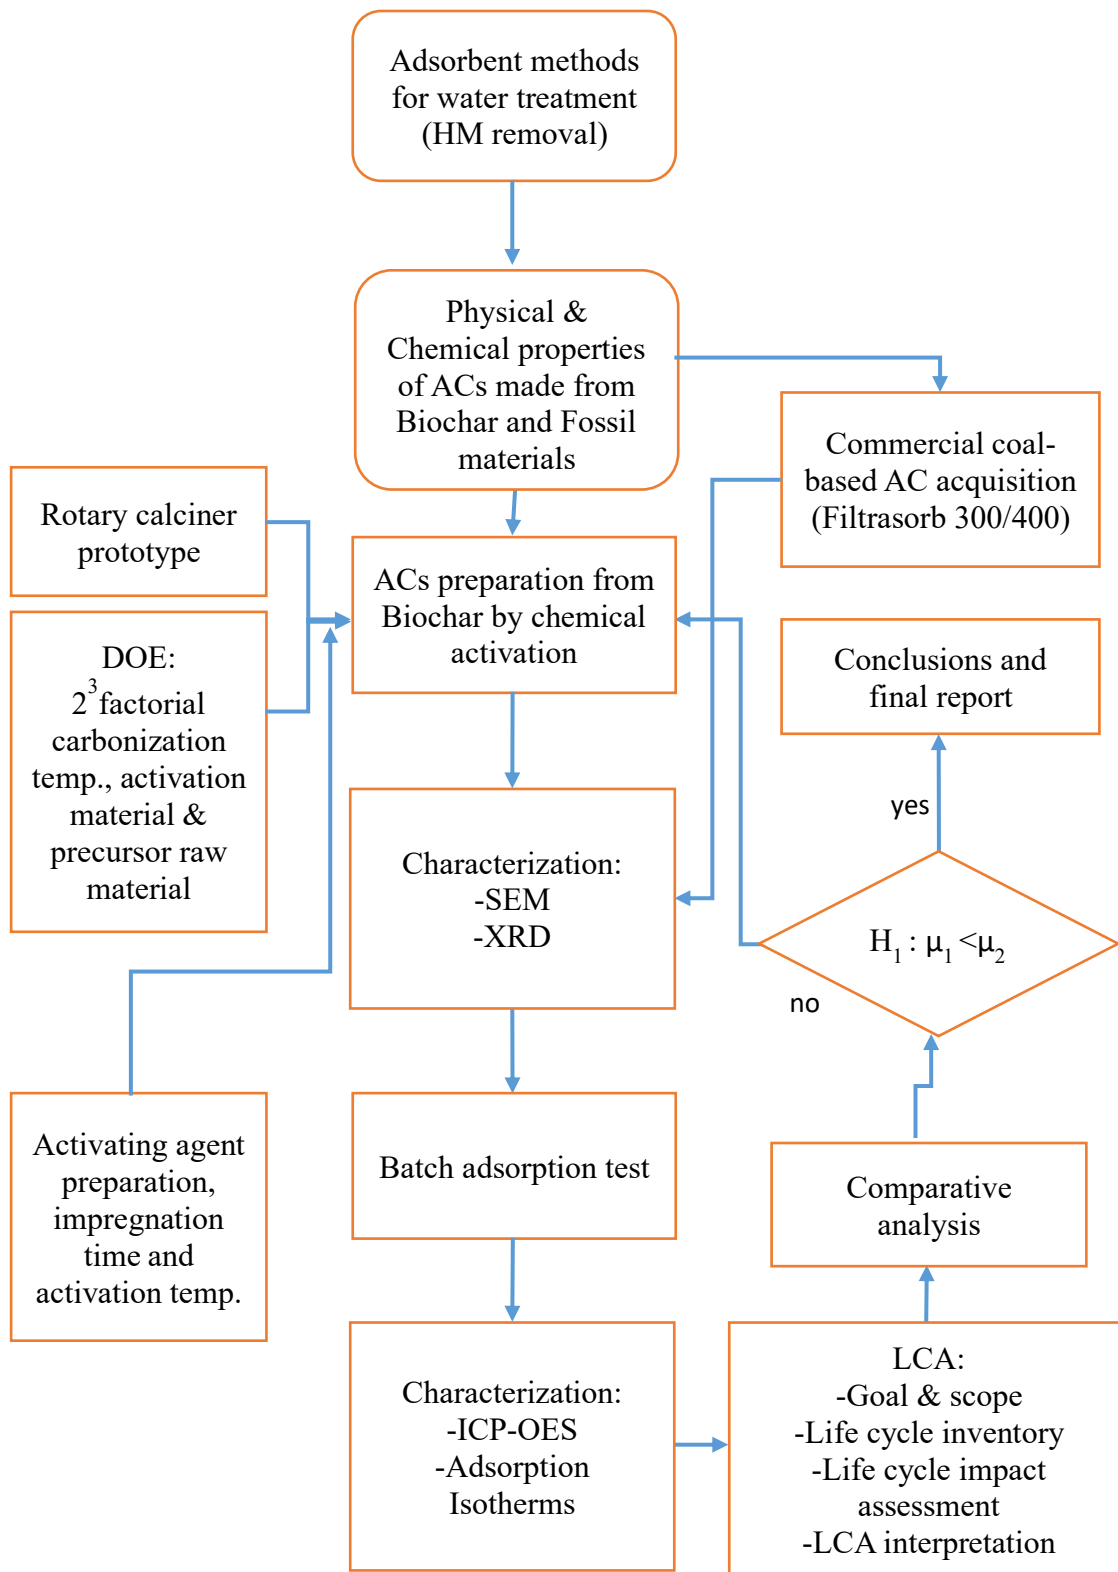 Adsorbent methods
for water treatment
(HM removal)
Physical &
Chemical properties
of ACs made from
Biochar and Fossil
materials
Commercial coal-
based AC acquisition
(Filtrasorb 300/400)
Rotary calciner
prototype
ACs preparation from
Biochar by chemical
activation
DOE:
2³factorial
carbonization
temp., activation
material &
precursor raw
material
Conclusions and
final report
yes
Characterization:
-SEM
-XRD
H₁ : µ₁ <µ₂
no
Activating agent
preparation,
impregnation
time and
activation temp.
Batch adsorption test
Comparative
analysis
Characterization:
-ICP-OES
-Adsorption
Isotherms
LCA:
-Goal & scope
-Life cycle inventory
-Life cycle impact
assessment
-LCA interpretation